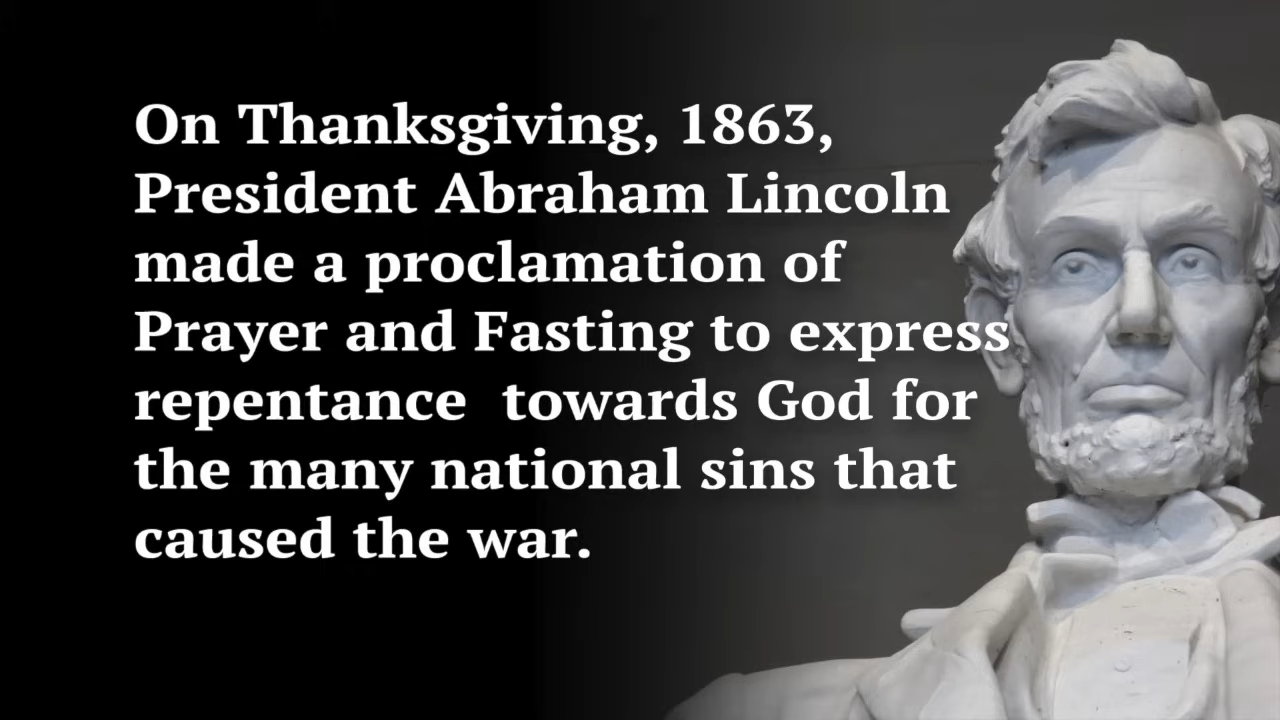 On Thanksgiving, 1863,
President Abraham Lincoln
made a proclamation of
Prayer and Fasting to express
repentance  towards God for
the many national sins that
caused the war.